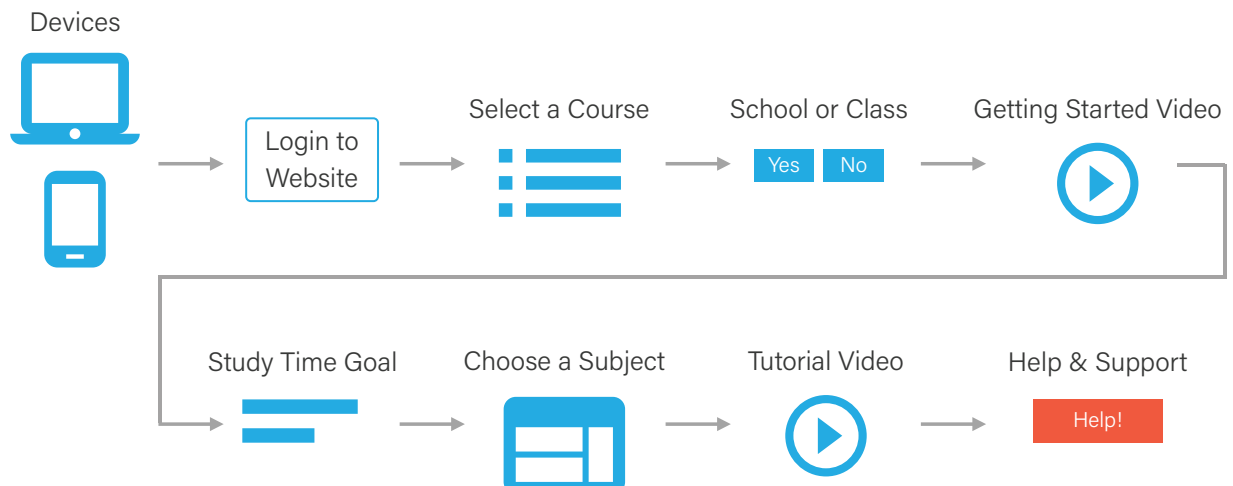 Devices
Login to
Website
Select a Course
School or Class
Yes No
Getting Started Video
Study Time Goal
Choose a Subject
Tutorial Video
Help & Support
Help!